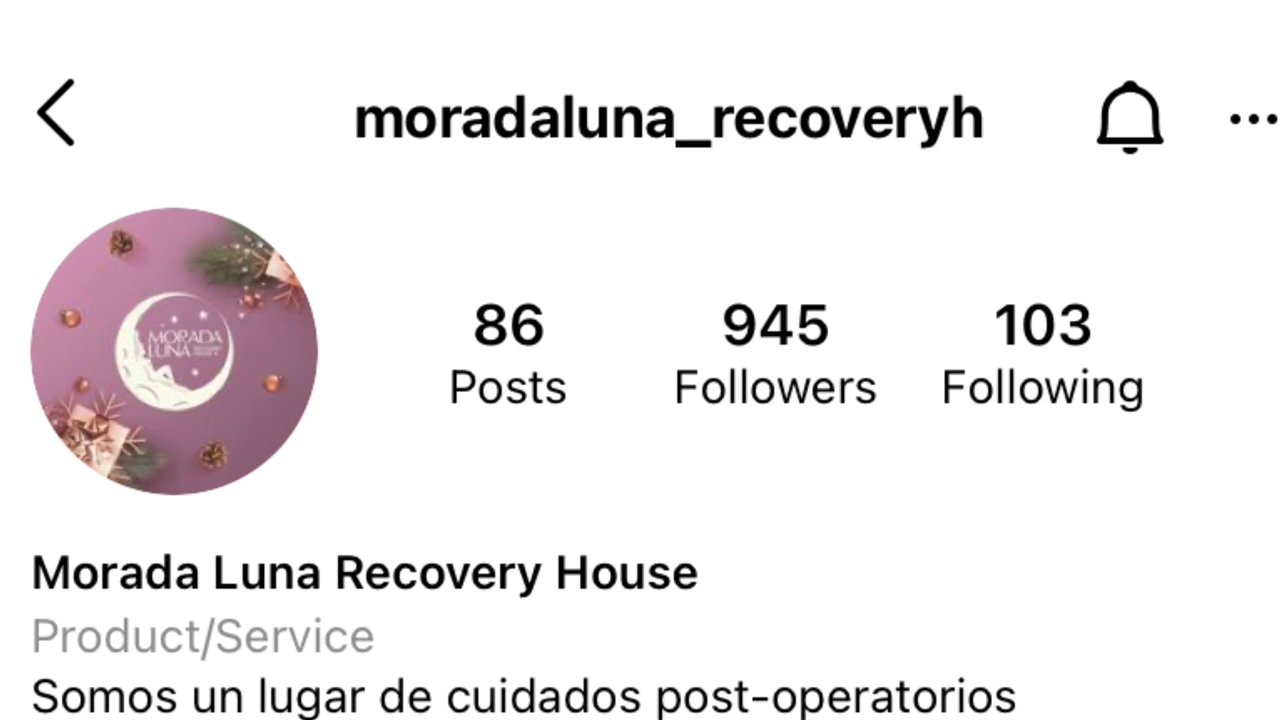 moradaluna_recoveryh
MORADA
LUNA
86
945
103
Posts
Followers
Following
Morada Luna Recovery House
Product/Service
Somos un lugar de cuidados post-operatorios